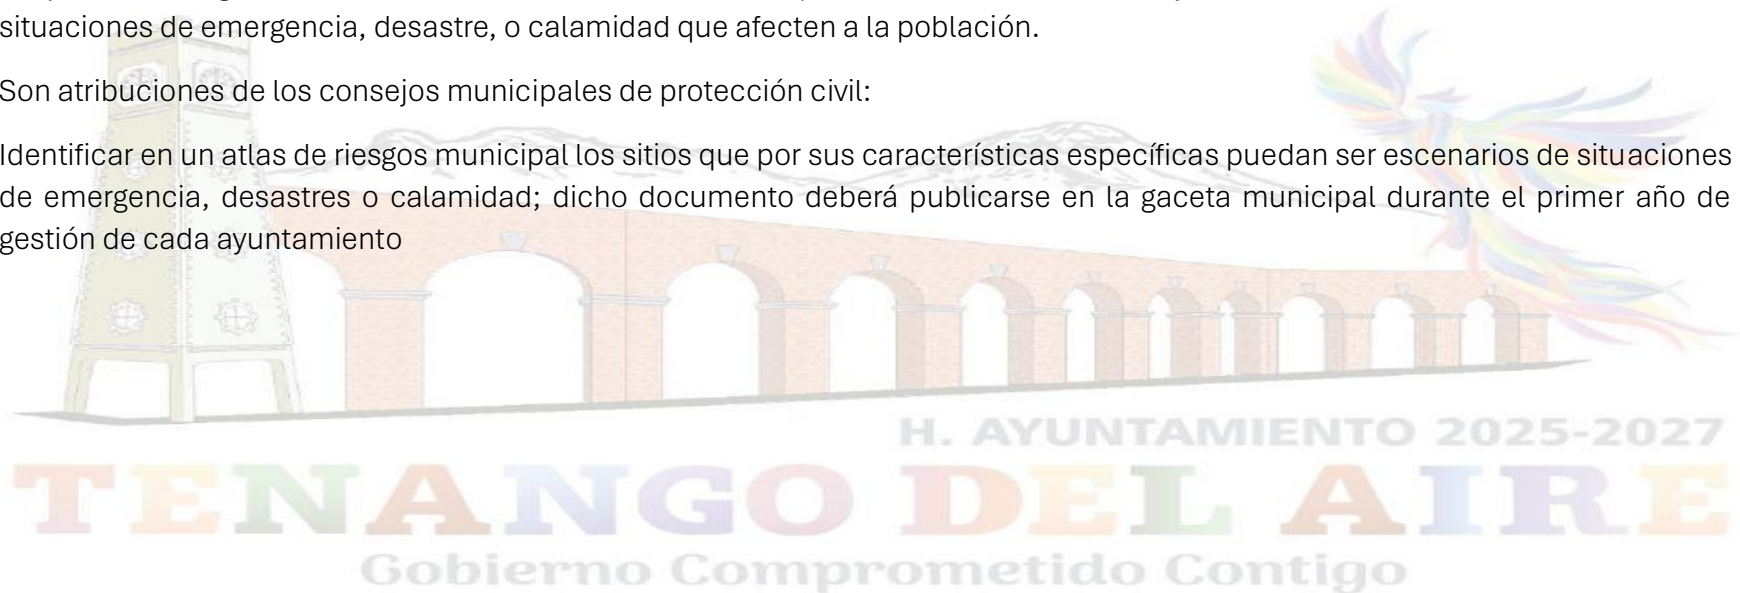 situaciones de emergencia, desastre, o calamidad que afecten a la población.
Son atribuciones de los consejos municipales de protección civil:
Identificar en un atlas de riesgos municipal los sitios que por sus características específicas puedan ser escenarios de situaciones
de emergencia, desastres o calamidad; dicho documento deberá publicarse en la gaceta municipal durante el primer año de
gestión de cada ayuntamiento
H. AYUNTAMIENTO 2025-2027
TENANGO DEL AIRE
Gobierno Comprometido Contigo